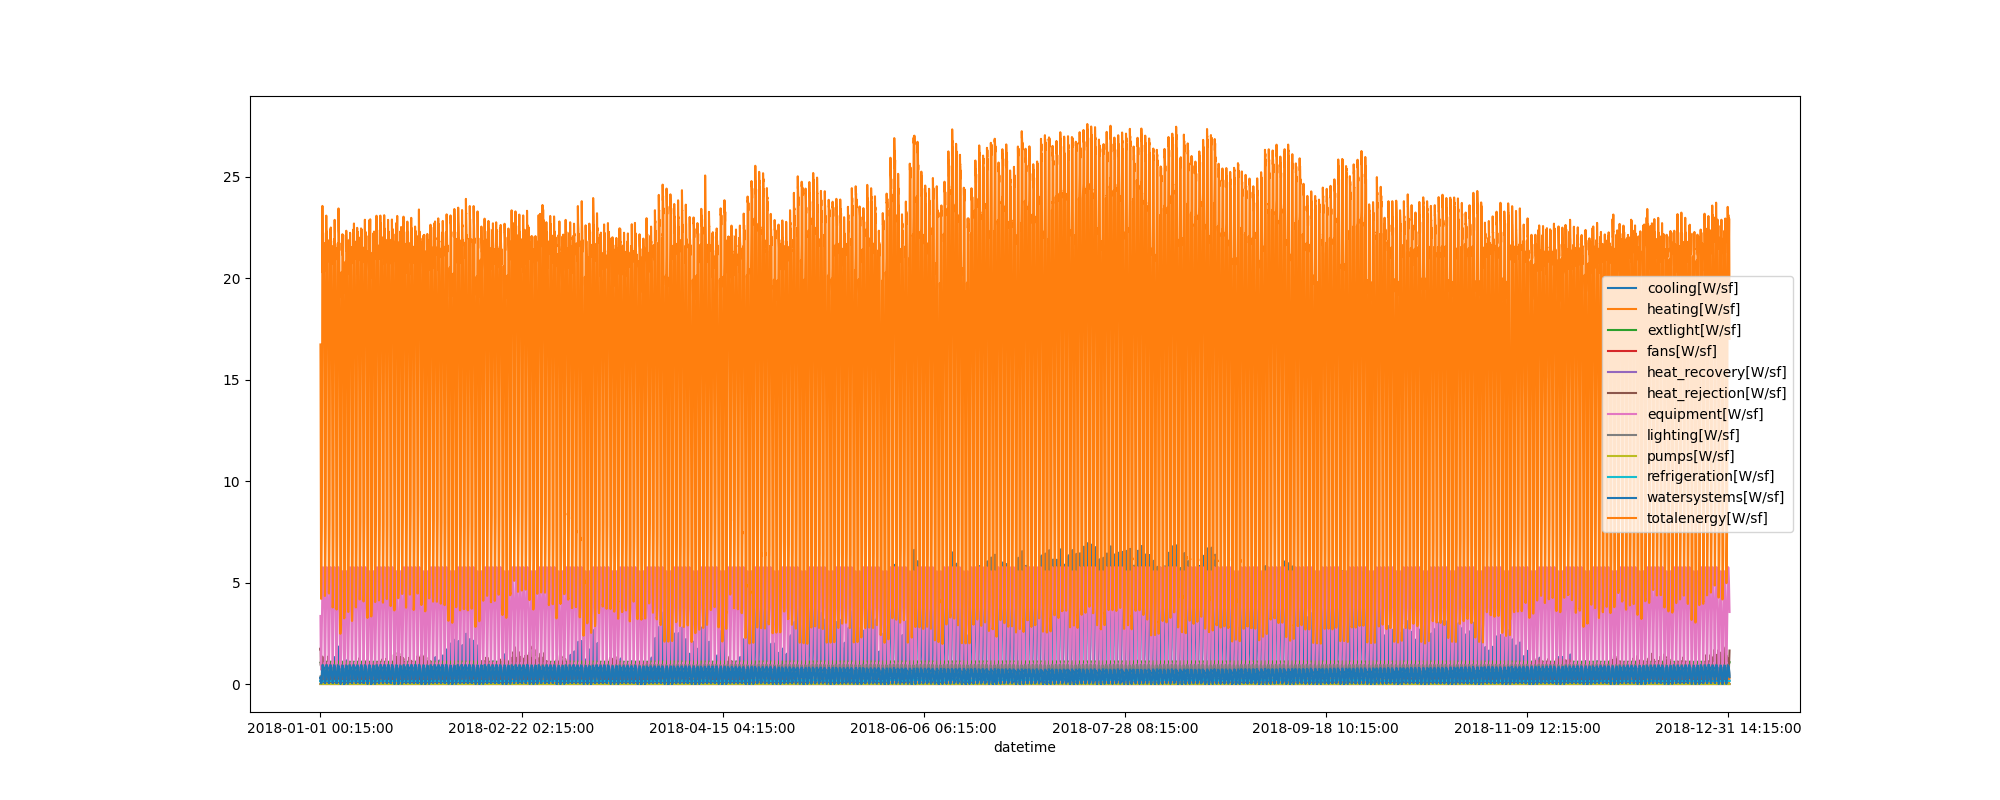 25
20
15
10
5
0
cooling[W/sf]
heating[W/sf]
extlight[W/sf]
fans[W/sf]
heat_recovery[W/sf]
heat_rejection[W/sf]
equipment[W/sf]
lighting[W/sf]
pumps[W/sf]
refrigeration[W/sf]
watersystems[W/sf]
totalenergy[W/sf]
2018-01-01 00:15:00 2018-02-22 02:15:00 2018-04-15 04:15:00 2018-06-06 06:15:00 2018-07-28 08:15:00 2018-09-18 10:15:00 2018-11-09 12:15:00 2018-12-31 14:15:00
datetime